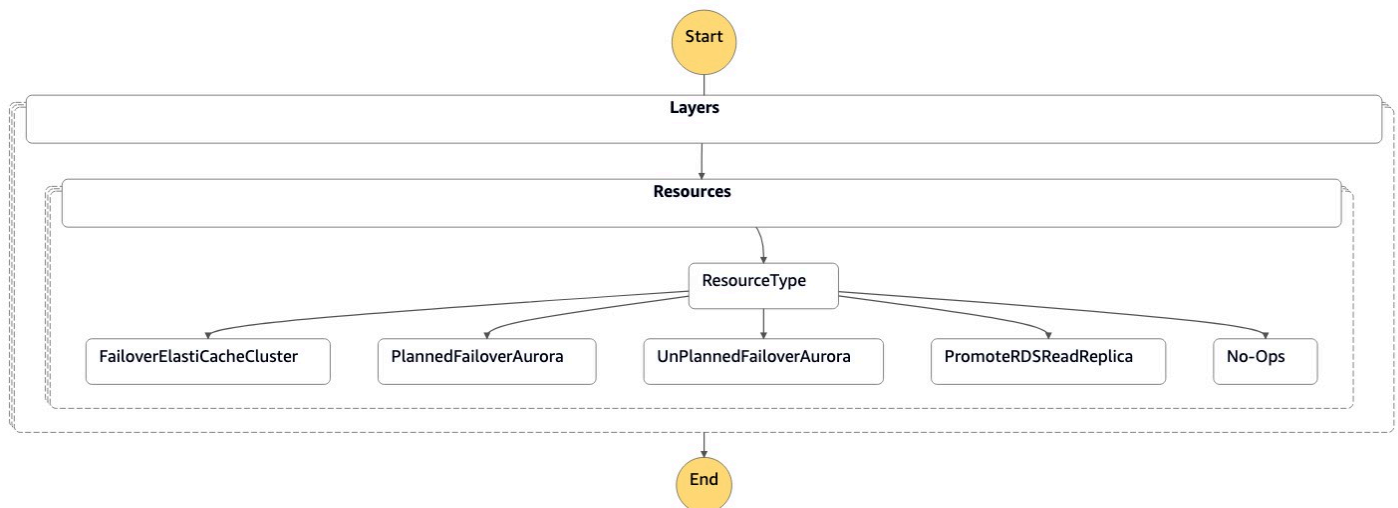 Start
Layers
Resources
ResourceType
FailoverElastiCacheCluster
PlannedFailoverAurora
UnPlannedFailoverAurora
PromoteRDSReadReplica
No-Ops
End